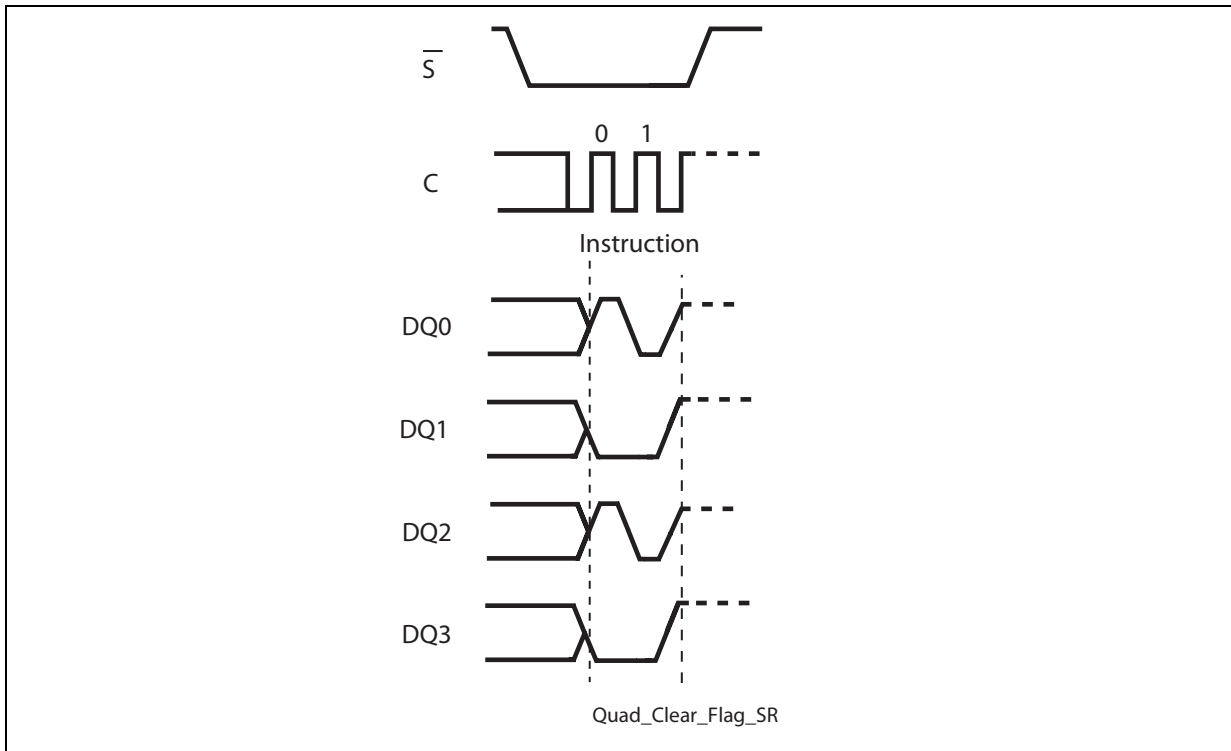 S̅
0 1
C
Instruction
DQ0
DQ1
DQ2
DQ3
Quad_Clear_Flag_SR